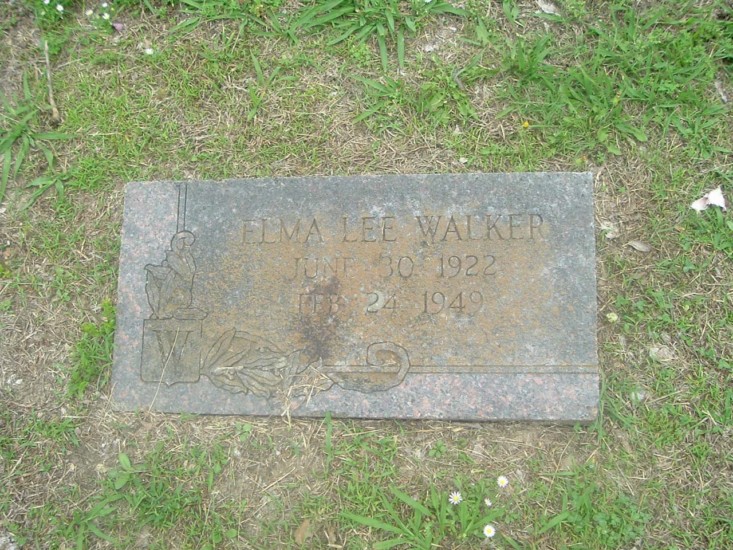 ELMA LEE WALKER
JUNE 30 1922
FEB 24 1949
W